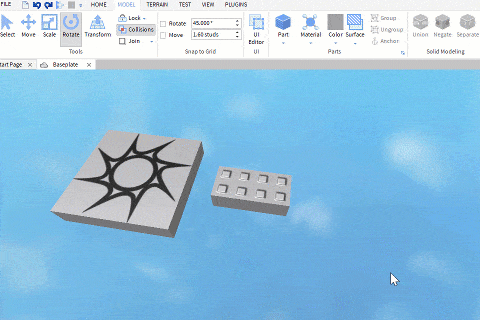 FILE HOME MODEL TERRAIN TEST VIEW PLUGINS
Select Move Scale Rotate Transform
Lock
Collisions
Join
Tools
Rotate 45.000°
Move 1.60 studs
Snap to Grid
UI
Editor
UI
Part Material Color Surface
Group
Ungroup
Anchor
Parts
Union Negate Separate
Solid Modeling
tart Page Baseplate